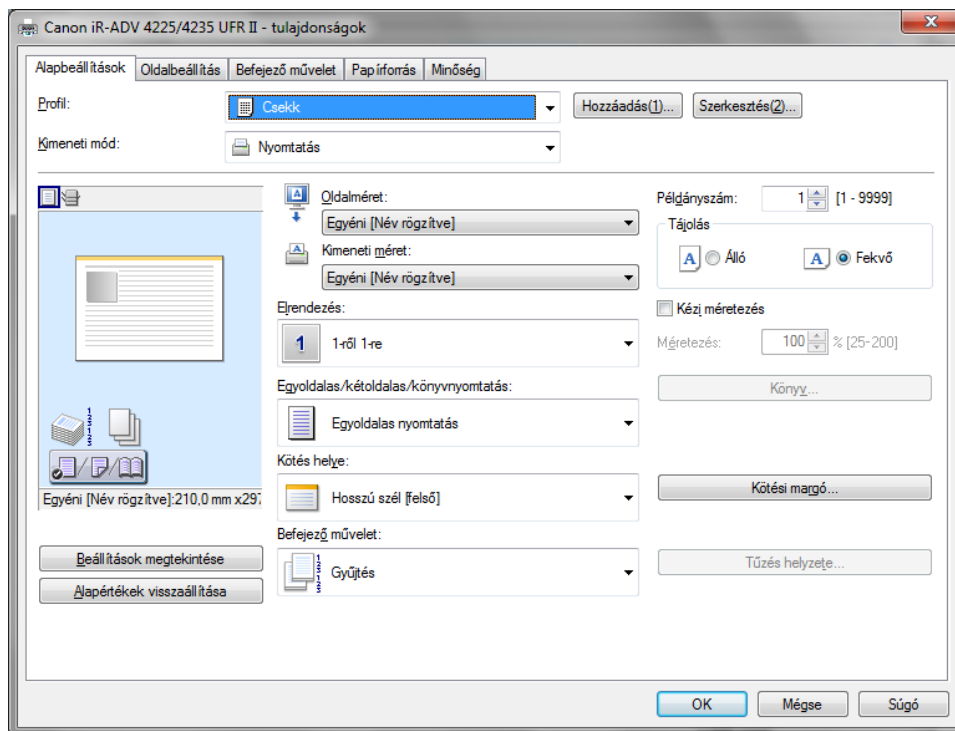 Canon iR-ADV 4225/4235 UFR II - tulajdonságok
Alapbeállítások Oldalbeállítás Befejező művelet Papírforrás Minőség
Profil: Csekk Hozzáadás(1)... Szerkesztés(2)...
Kimeneti mód: Nyomtatás
Oldalméret:
Egyéni [Név rögzítve]
Kimeneti méret:
Egyéni [Név rögzítve]
Elrendezés:
1 1-ről 1-re
Egyoldalas/kétoldalas/könyvnyomtatás:
Egyoldalas nyomtatás
Kötés helye:
Hosszú szél [felső]
Befejező művelet:
Gyűjtés
Példányszám: 1 [1 - 9999]
Tájolás
A Álló A Fekvő
Kézi méretezés
Méretezés: 100 % [25-200]
Könyv...
Kötési margó...
Tűzés helyzete...
Egyéni [Név rögzítve]:210,0 mm x297
Beállítások megtekintése
Alapértékek visszaállítása
OK Mégse Súgó